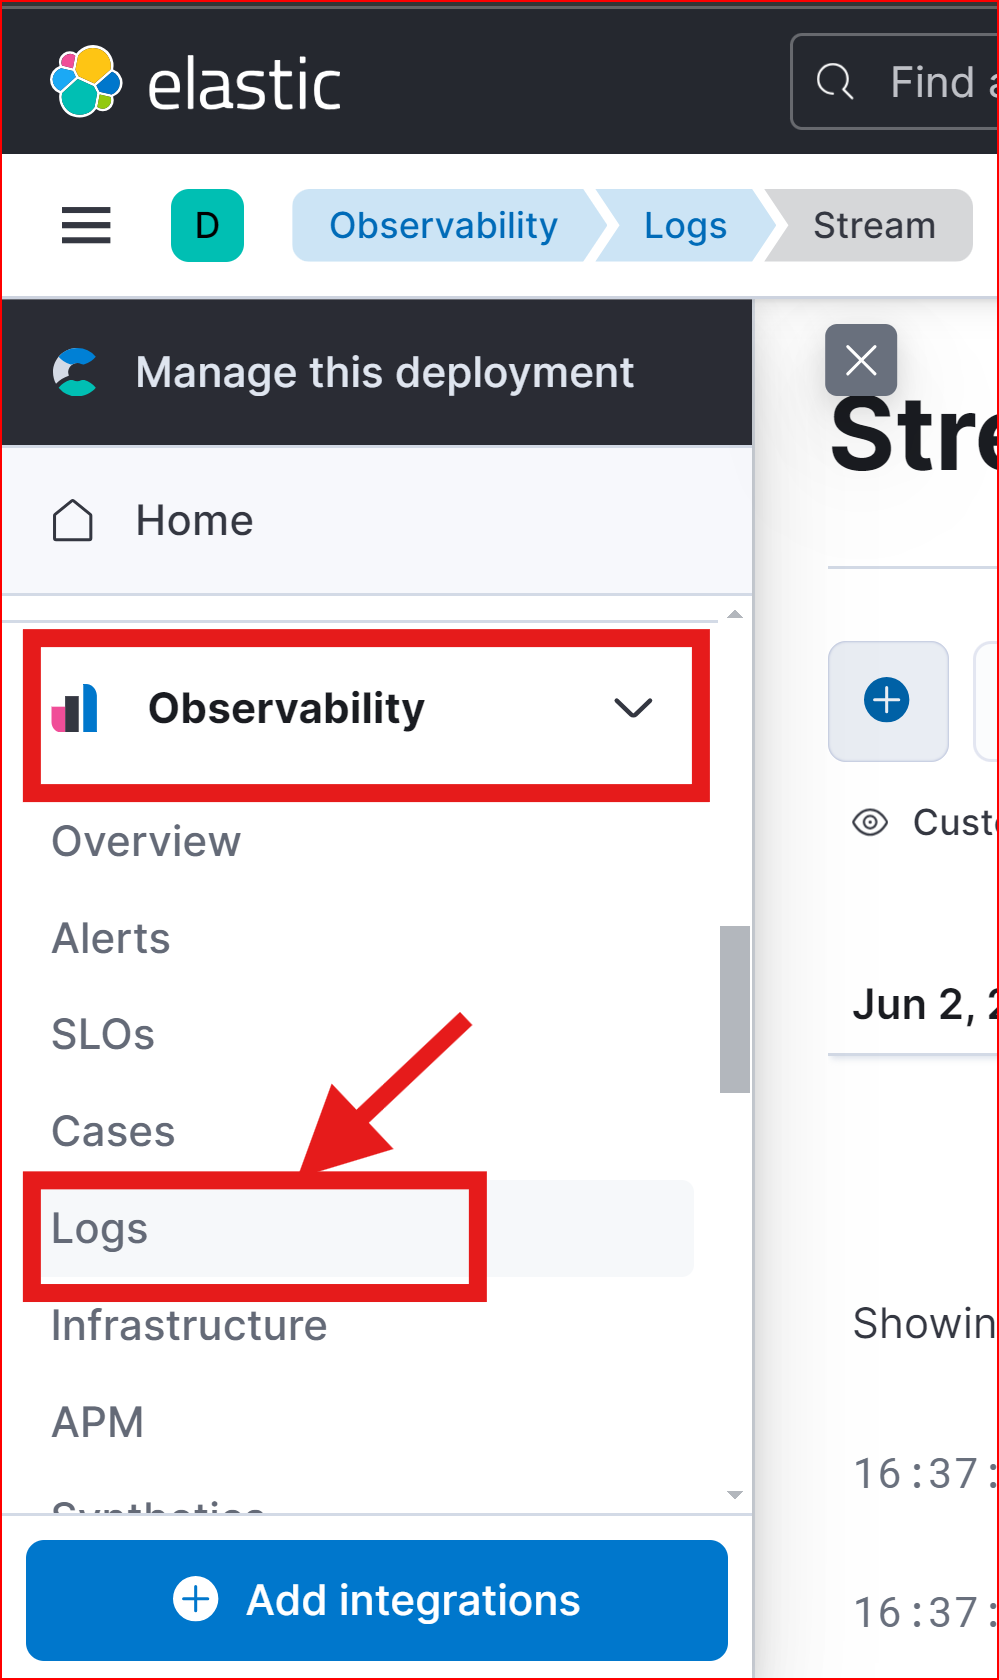 elastic
Find
D
Observability
Logs
Stream
Manage this deployment
Home
Observability
Overview
Alerts
SLOs
Cases
Logs
Infrastructure
APM
Synthetics
Add integrations
Stre
Custo
Jun 2, 2
Showin
16:37:
16:37: